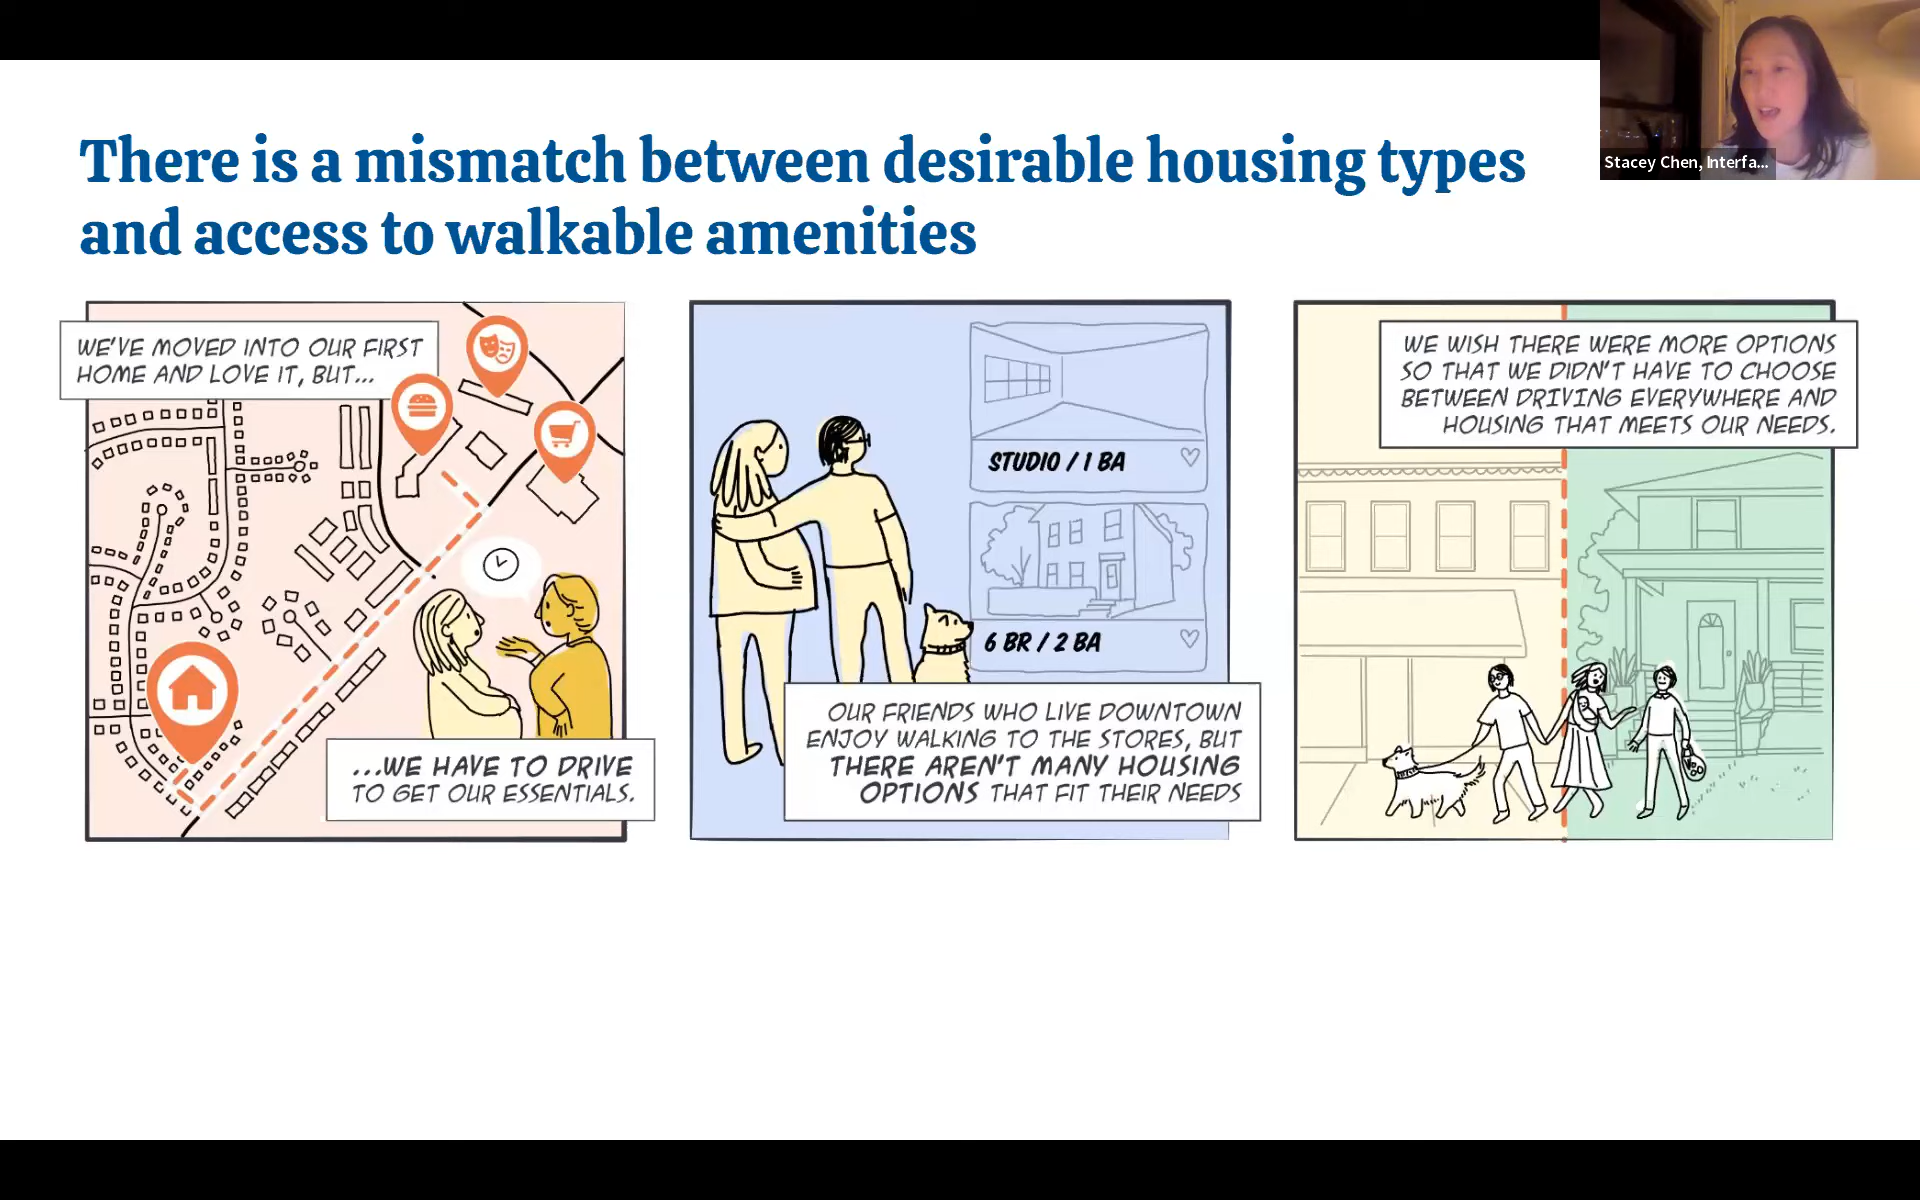 There is a mismatch between desirable housing types
and access to walkable amenities
Stacey Chen, Interfa...
WE'VE MOVED INTO OUR FIRST
HOME AND LOVE IT, BUT...
...WE HAVE TO DRIVE
TO GET OUR ESSENTIALS.
STUDIO / 1 BA
6 BR / 2 BA
OUR FRIENDS WHO LIVE DOWNTOWN
ENJOY WALKING TO THE STORES, BUT
THERE AREN'T MANY HOUSING
OPTIONS THAT FIT THEIR NEEDS
WE WISH THERE WERE MORE OPTIONS
SO THAT WE DIDN'T HAVE TO CHOOSE
BETWEEN DRIVING EVERYWHERE AND
HOUSING THAT MEETS OUR NEEDS.